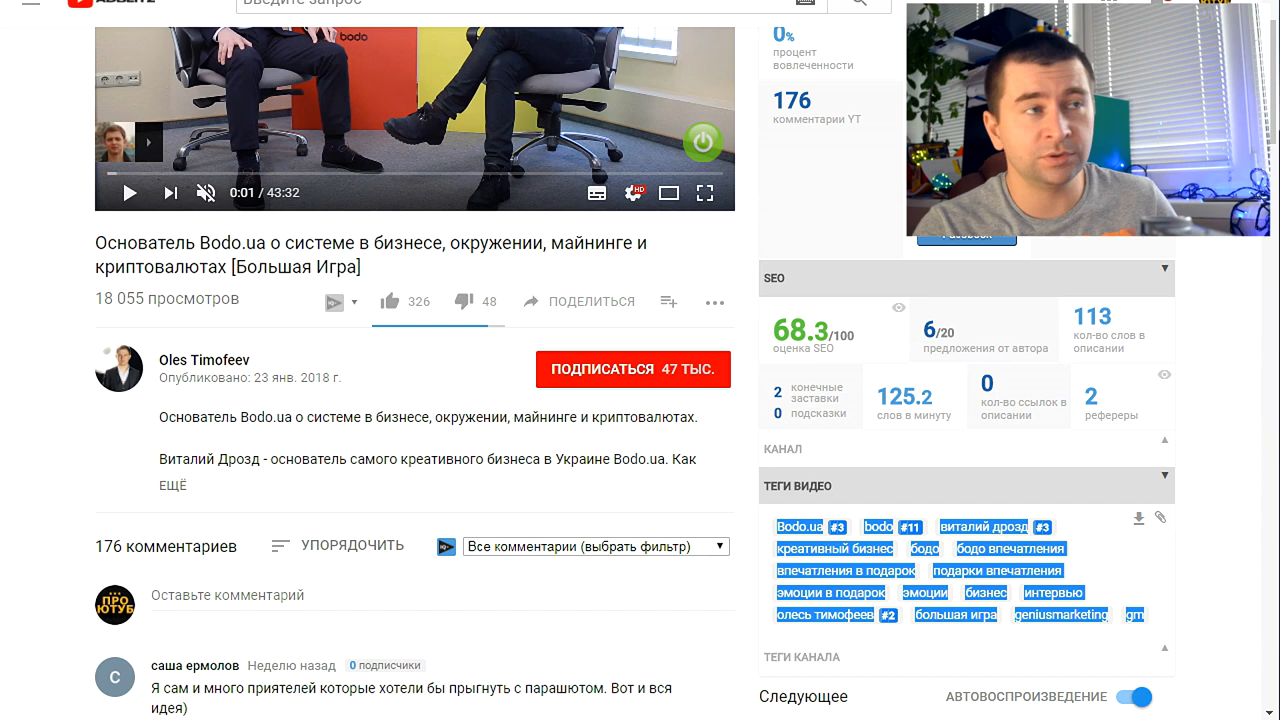 Введите запрос
bodo
0:01 / 43:32
HD
Основатель Bodo.ua о системе в бизнесе, окружении, майнинге и
криптовалютах [Большая Игра]
18 055 просмотров
326
48
ПОДЕЛИТЬСЯ
Oles Timofeev
Опубликовано: 23 янв. 2018 г.
ПОДПИСАТЬСЯ 47 ТЫС.
Основатель Bodo.ua о системе в бизнесе, окружении, майнинге и криптовалютах.
Виталий Дрозд - основатель самого креативного бизнеса в Украине Bodo.ua. Как
ЕЩЁ
176 комментариев
УПОРЯДОЧИТЬ
Все комментарии (выбрать фильтр)
ПРО
ЮТУБ
Оставьте комментарий
С
саша ермолов Неделю назад 0 подписчики
Я сам и много приятелей которые хотели бы прыгнуть с парашютом. Вот и вся
идея)
0%
процент
вовлеченности
176
комментарии YT
Facebook
SEO
68.3/100
оценка SEO
6/20
предложения от автора
113
кол-во слов в
описании
2 конечные
заставки
0 подсказки
125.2
слов в минуту
0
кол-во ссылок в
описании
2
рефереры
КАНАЛ
ТЕГИ ВИДЕО
Bodo.ua #3 bodo #11 виталий дрозд #3
креативный бизнес бодо бодо впечатления
впечатления в подарок подарки впечатления
эмоции в подарок эмоции бизнес интервью
олесь тимофеев #2 большая игра geniusmarketing gm
ТЕГИ КАНАЛА
Следующее
АВТОВОСПРОИЗВЕДЕНИЕ